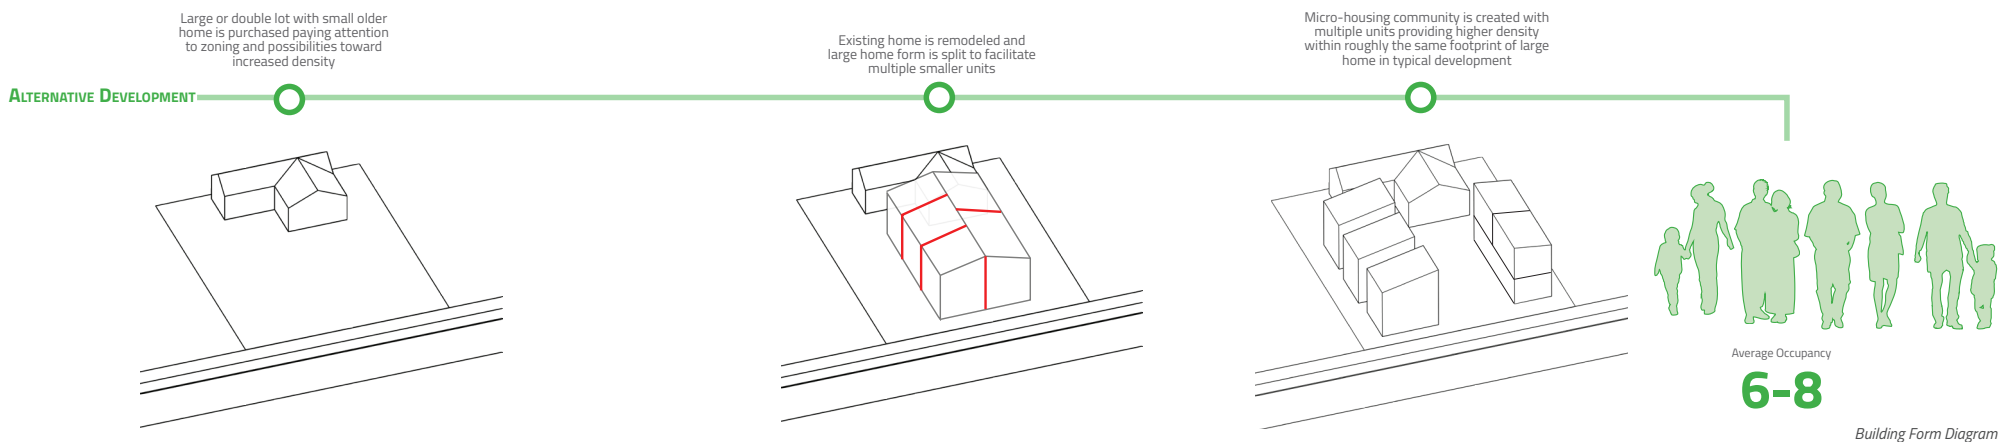 Large or double lot with small older
home is purchased paying attention
to zoning and possibilities toward
increased density
Existing home is remodeled and
large home form is split to facilitate
multiple smaller units
Micro-housing community is created with
multiple units providing higher density
within roughly the same footprint of large
home in typical development
Alternative Development
Average Occupancy
6-8
Building Form Diagram